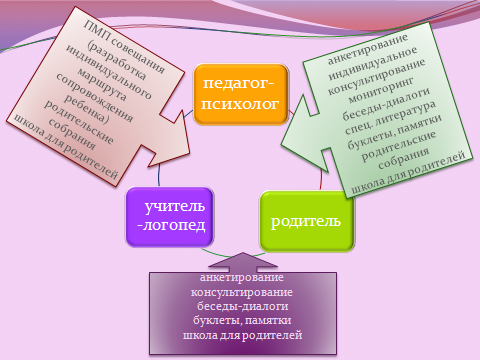 ПМП совещания
(разработка
индивидуального
маршрута
сопровождения
ребенка)
родительские
собрания
школа для родителей
педагог-
психолог
анкетирование
индивидуальное
консультирование
мониторинг
беседы-диалоги
спец. литература
буклеты, памятки
родительские
собрания
школа для родителей
учитель
-логопед
родитель
анкетирование
консультирование
беседы-диалоги
буклеты, памятки
школа для родителей